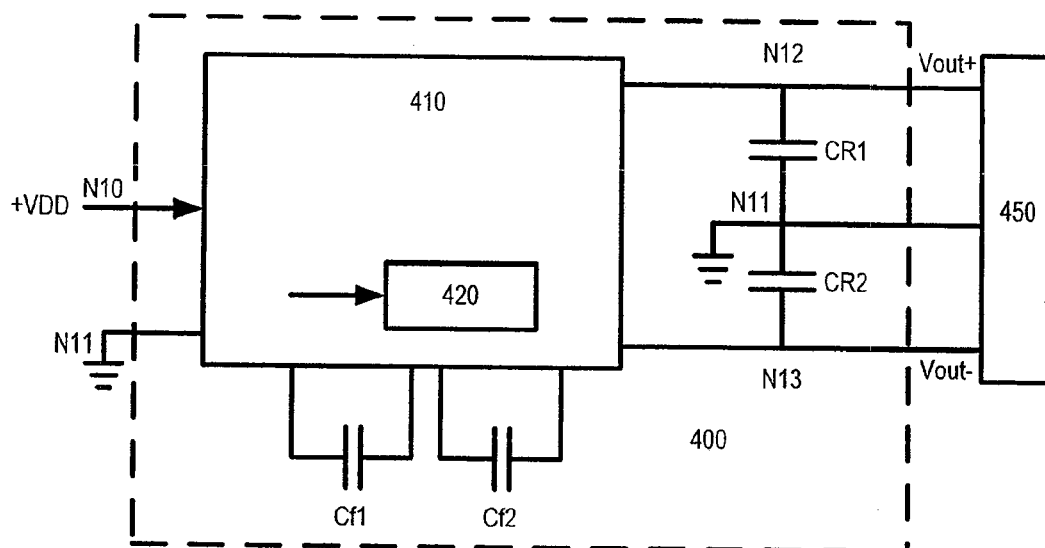 N12
Vout+
410
CR1
+VDD
N10
N11
450
420
CR2
N11
N13
Vout-
400
Cf1
Cf2